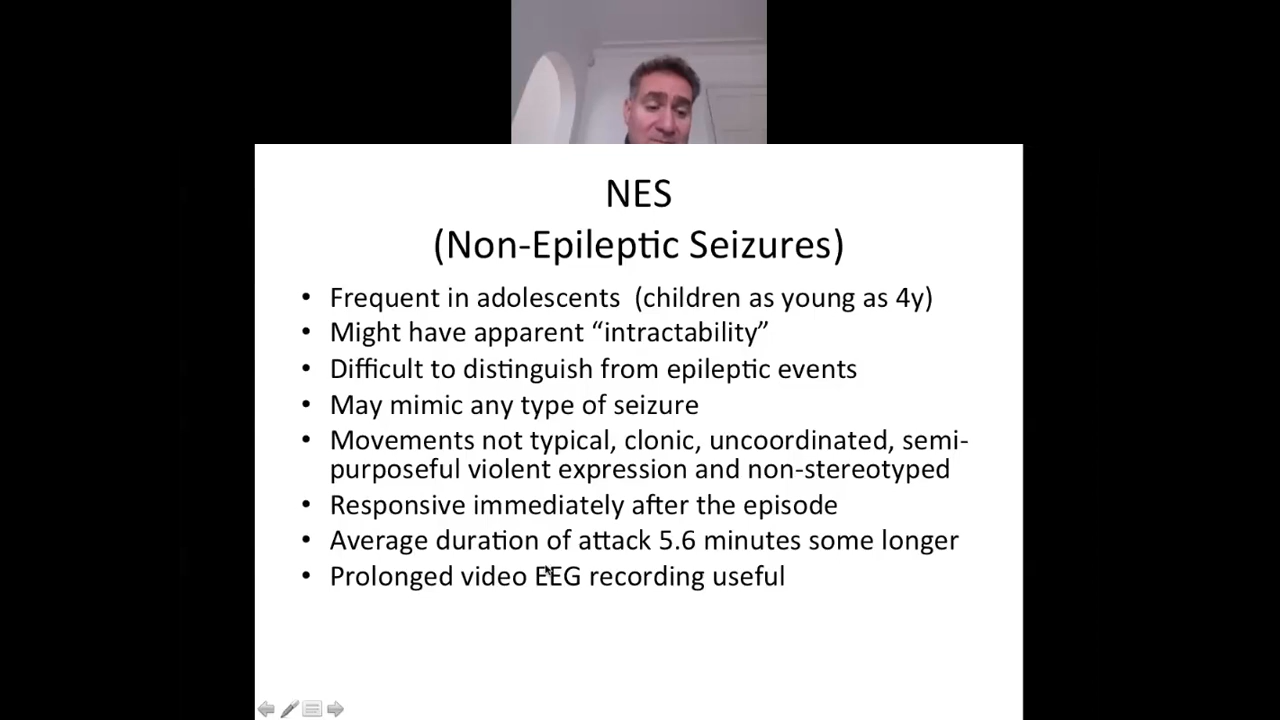 NES
(Non-Epileptic Seizures)
• Frequent in adolescents  (children as young as 4y)
• Might have apparent “intractability”
• Difficult to distinguish from epileptic events
• May mimic any type of seizure
• Movements not typical, clonic, uncoordinated, semi-
purposeful violent expression and non-stereotyped
• Responsive immediately after the episode
• Average duration of attack 5.6 minutes some longer
• Prolonged video EEG recording useful